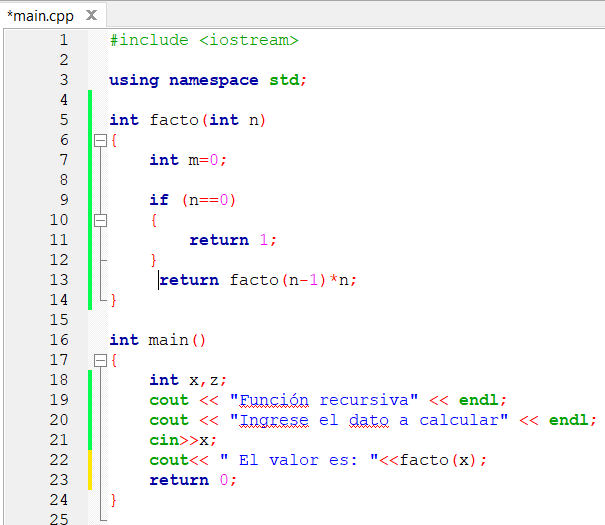 *main.cpp X
1 #include <iostream>
2
3 using namespace std;
4
5 int facto(int n)
6 {
7 int m=0;
8
9 if (n==0)
10 {
11 return 1;
12 }
13 return facto(n-1)*n;
14 }
15
16 int main()
17 {
18 int x,z;
19 cout << "Función recursiva" << endl;
20 cout << "Ingrese el dato a calcular" << endl;
21 cin>>x;
22 cout<< " El valor es: "<<facto(x);
23 return 0;
24 }
25